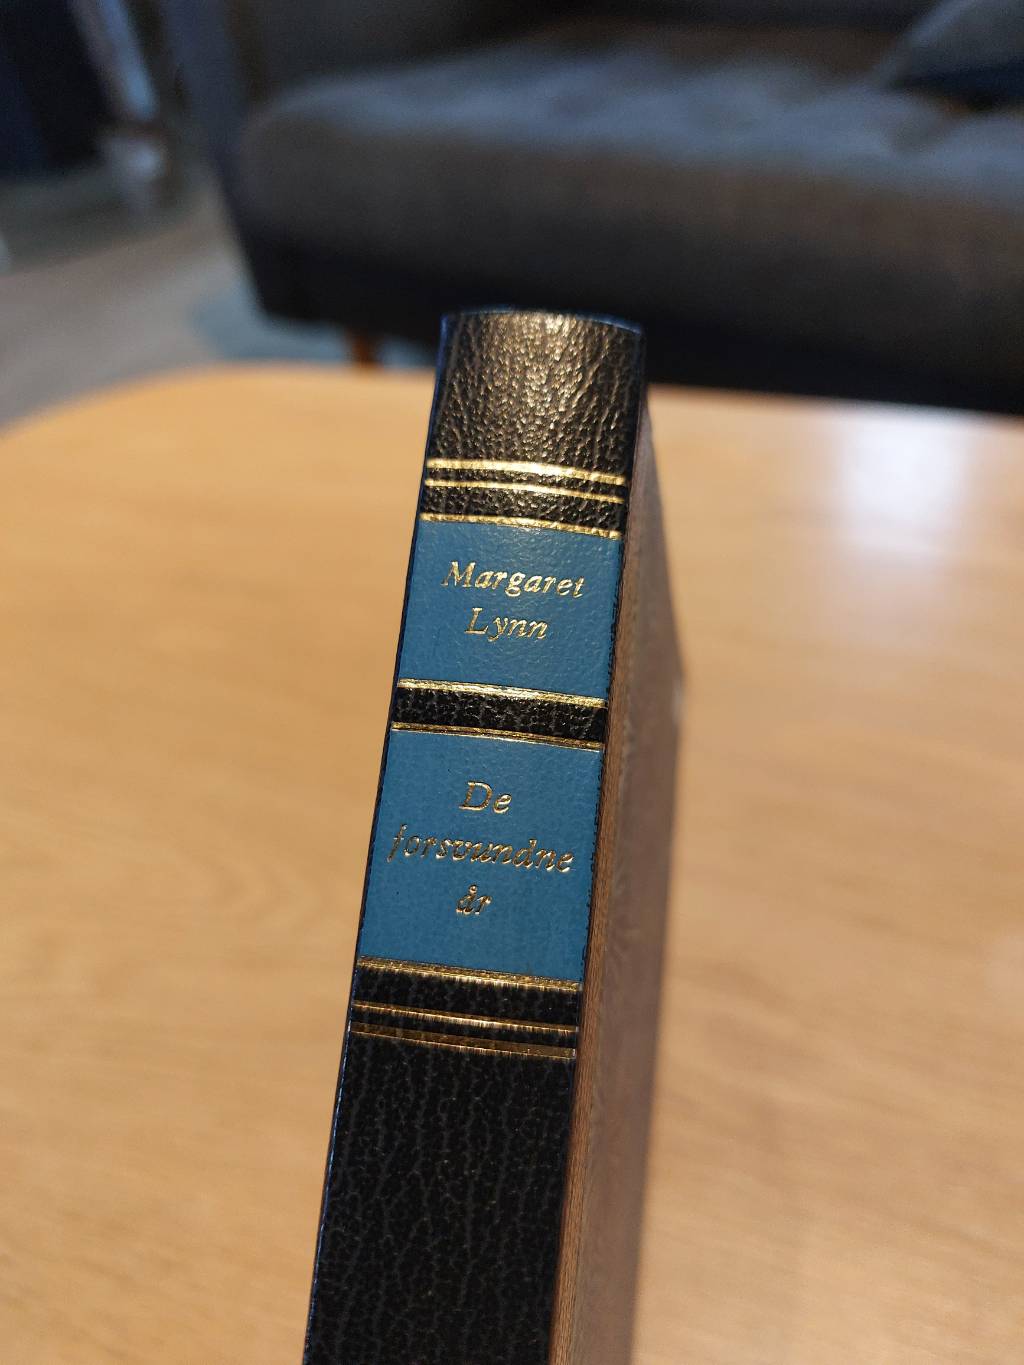 Margaret
Lynn
De
forsvundne
år